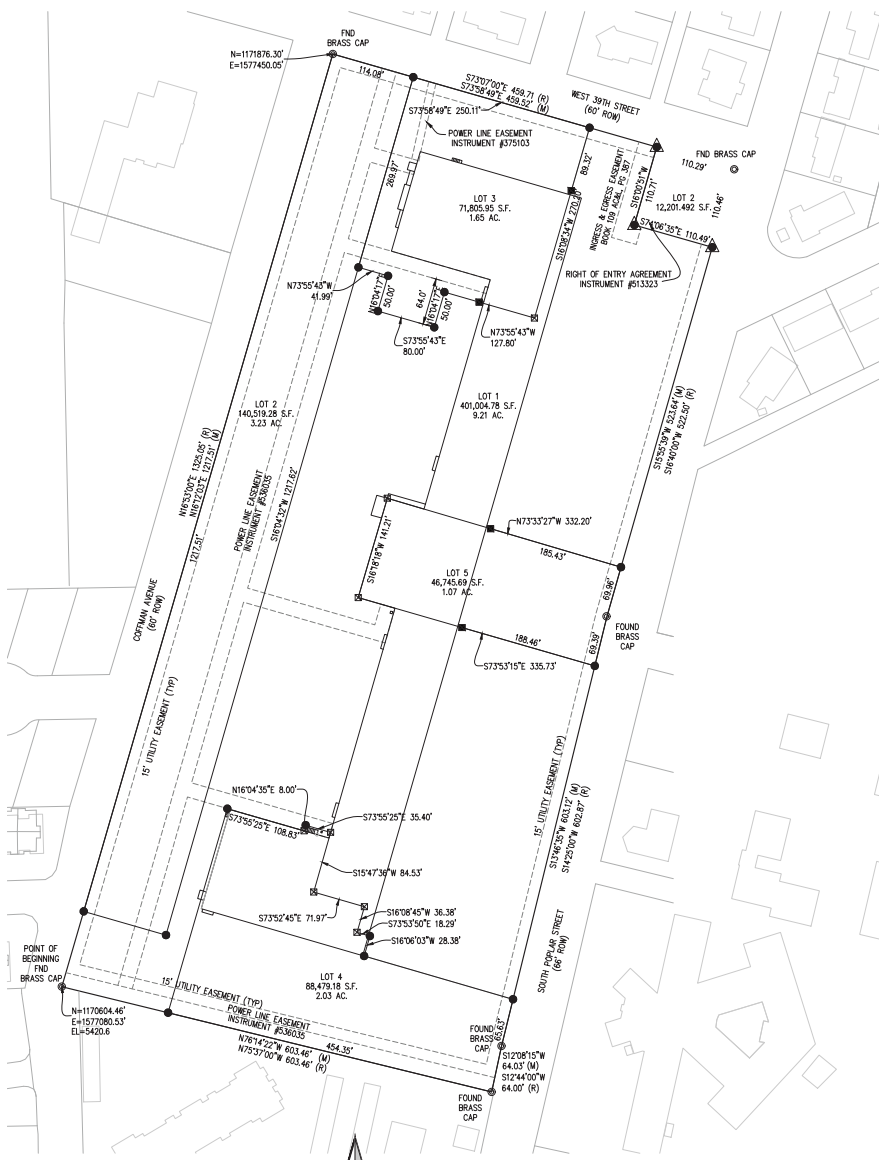 FND
BRASS CAP
N=1171876.30'
E=1577450.05'
114.08'
S73°07'00"E 459.71 (R)
S73°58'49"E 459.52' (M)
S73°58'49"E 250.11'
WEST 39TH STREET
(60' ROW)
POWER LINE EASEMENT
INSTRUMENT #375103
89.32'
FND BRASS CAP
110.29'
269.97'
LOT 3
71,805.95 S.F.
1.65 AC.
INGRESS & EGRESS EASEMENT
BOOK 109 AC&L, PG 387
S16°00'51"W
110.71'
LOT 2
12,201.492 S.F.
110.46'
S16°08'34"W 270.20'
S74°06'35"E 110.49'
RIGHT OF ENTRY AGREEMENT
INSTRUMENT #513323
N73°55'43"W
41.99'
N16°04'17"
50.00'
64.0'
N16°04'17"
50.00'
S73°55'43"E
80.00'
N73°55'43"W
127.80'
LOT 1
401,004.78 S.F.
9.21 AC.
LOT 2
140,519.28 S.F.
3.23 AC.
S15°55'39"W 523.64' (M)
S16°40'00"W 522.50' (R)
N16°53'00"E 1325.05' (R)
N16°12'03"E 1217.51' (M)
1217.51'
POWER LINE EASEMENT
INSTRUMENT #536035
S16°04'32"W 1217.62'
S16°18'18"W 141.21'
N73°33'27"W 332.20'
185.43'
LOT 5
46,745.69 S.F.
1.07 AC.
69.96'
FOUND
BRASS
CAP
69.39'
188.46'
S73°53'15"E 335.73'
COFFMAN AVENUE
(60' ROW)
15' UTILITY EASEMENT (TYP)
15' UTILITY EASEMENT (TYP)
S13°46'35"W 603.12' (M)
S14°25'00"W 602.87' (R)
N16°04'35"E 8.00'
S73°55'25"E 35.40'
S73°55'25"E 108.83'
S15°47'36"W 84.53'
S73°52'45"E 71.97'
S16°08'45"W 36.38'
S73°53'50"E 18.29'
S16°06'03"W 28.38'
SOUTH POPLAR STREET
(66' ROW)
POINT OF
BEGINNING
FND
BRASS CAP
LOT 4
88,479.18 S.F.
2.03 AC.
15' UTILITY EASEMENT (TYP)
POWER LINE EASEMENT
INSTRUMENT #536035
N=1170604.46'
E=1577080.53'
EL=5420.6
454.35'
N76°14'22"W 603.46' (M)
N75°37'00"W 603.46' (R)
FOUND
BRASS
CAP
65.63'
S12°08'15"W
64.03' (M)
S12°44'00"W
64.00' (R)
FOUND
BRASS
CAP